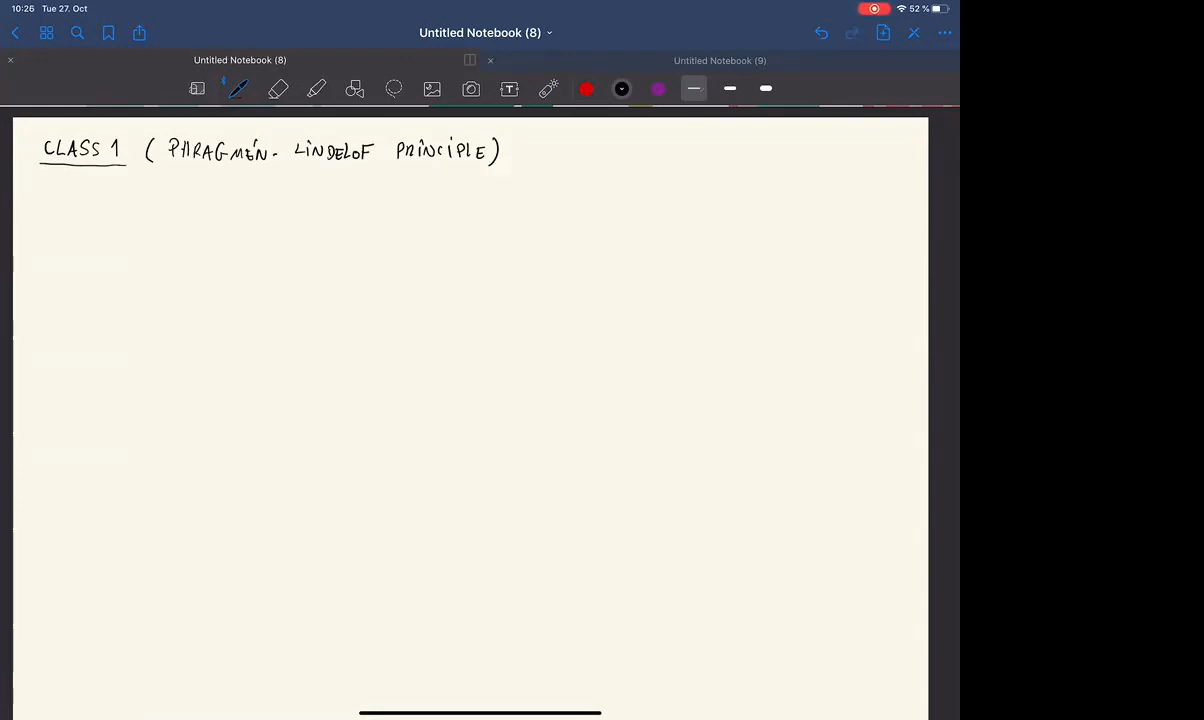 10:26 Tue 27. Oct 52 %
Untitled Notebook (8)
Untitled Notebook (8) Untitled Notebook (9)
T
CLASS 1 ( PHRAGMÉN - LINDELOF PRINCIPLE )